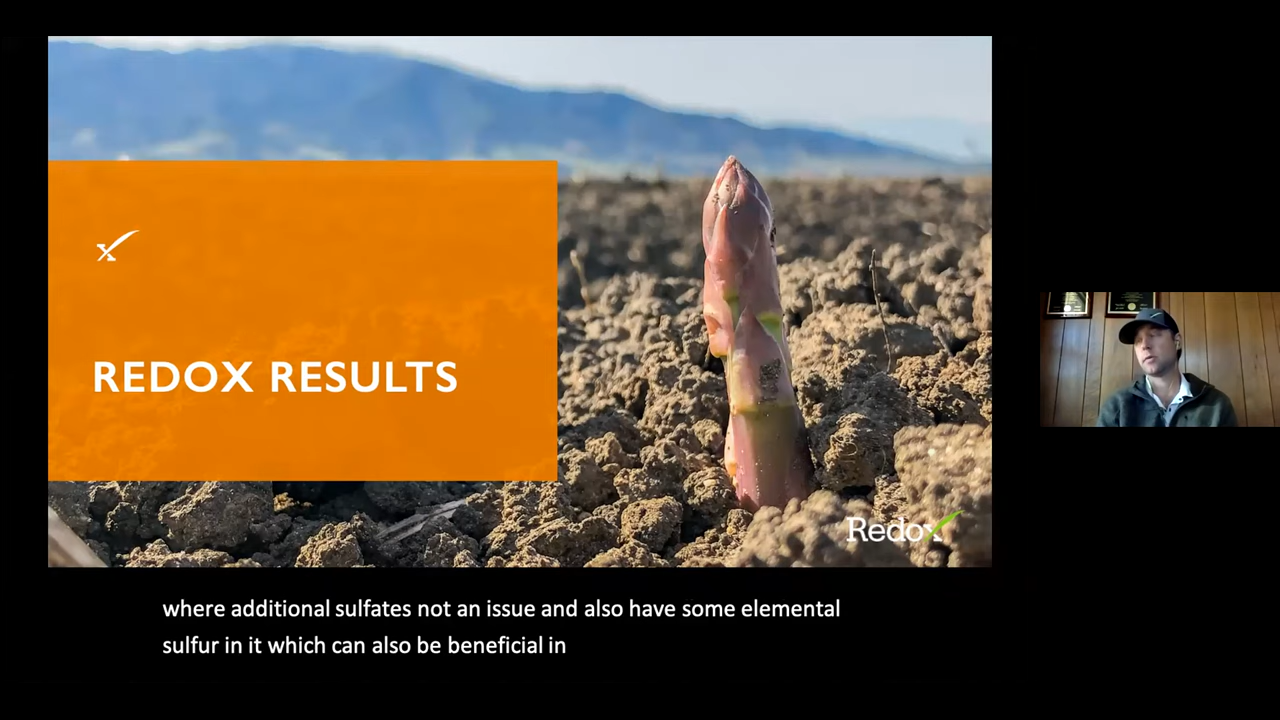 REDOX RESULTS
Redox
where additional sulfates not an issue and also have some elemental
sulfur in it which can also be beneficial in